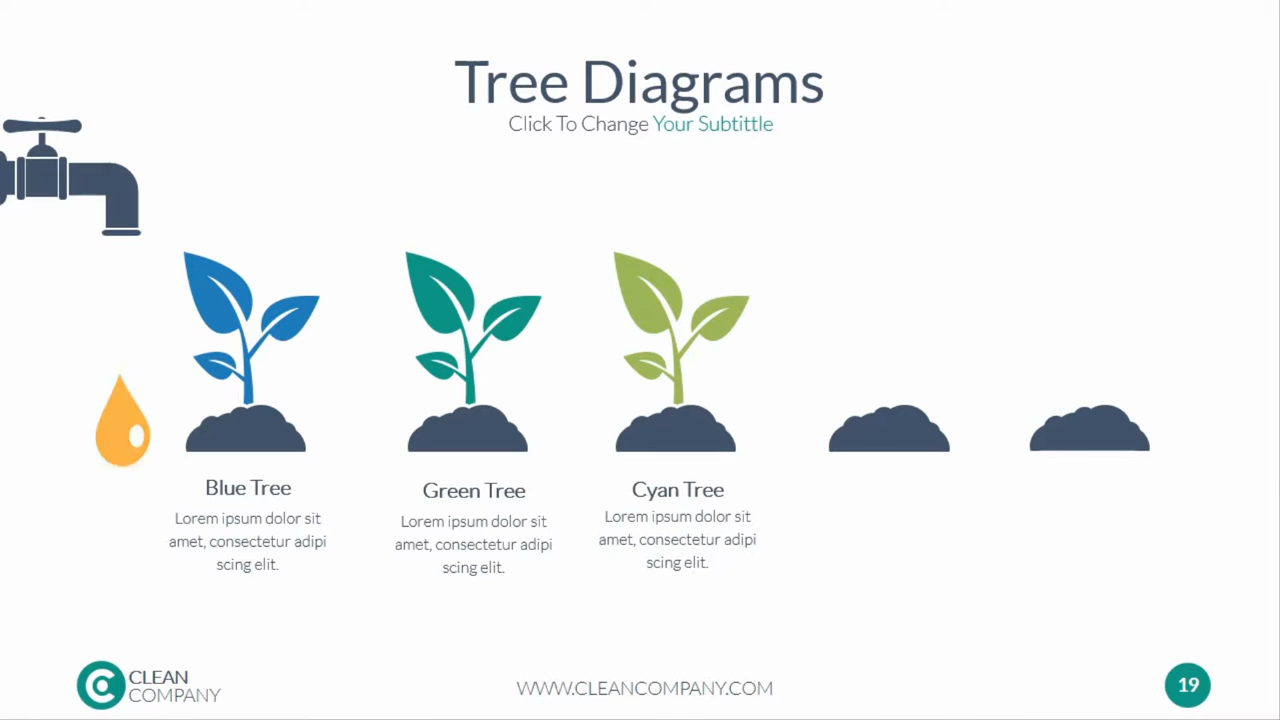 Tree Diagrams
Click To Change Your Subtittle
Blue Tree
Lorem ipsum dolor sit
amet, consectetur adipi
scing elit.
Green Tree
Lorem ipsum dolor sit
amet, consectetur adipi
scing elit.
Cyan Tree
Lorem ipsum dolor sit
amet, consectetur adipi
scing elit.
CLEAN
COMPANY
WWW.CLEANCOMPANY.COM
19